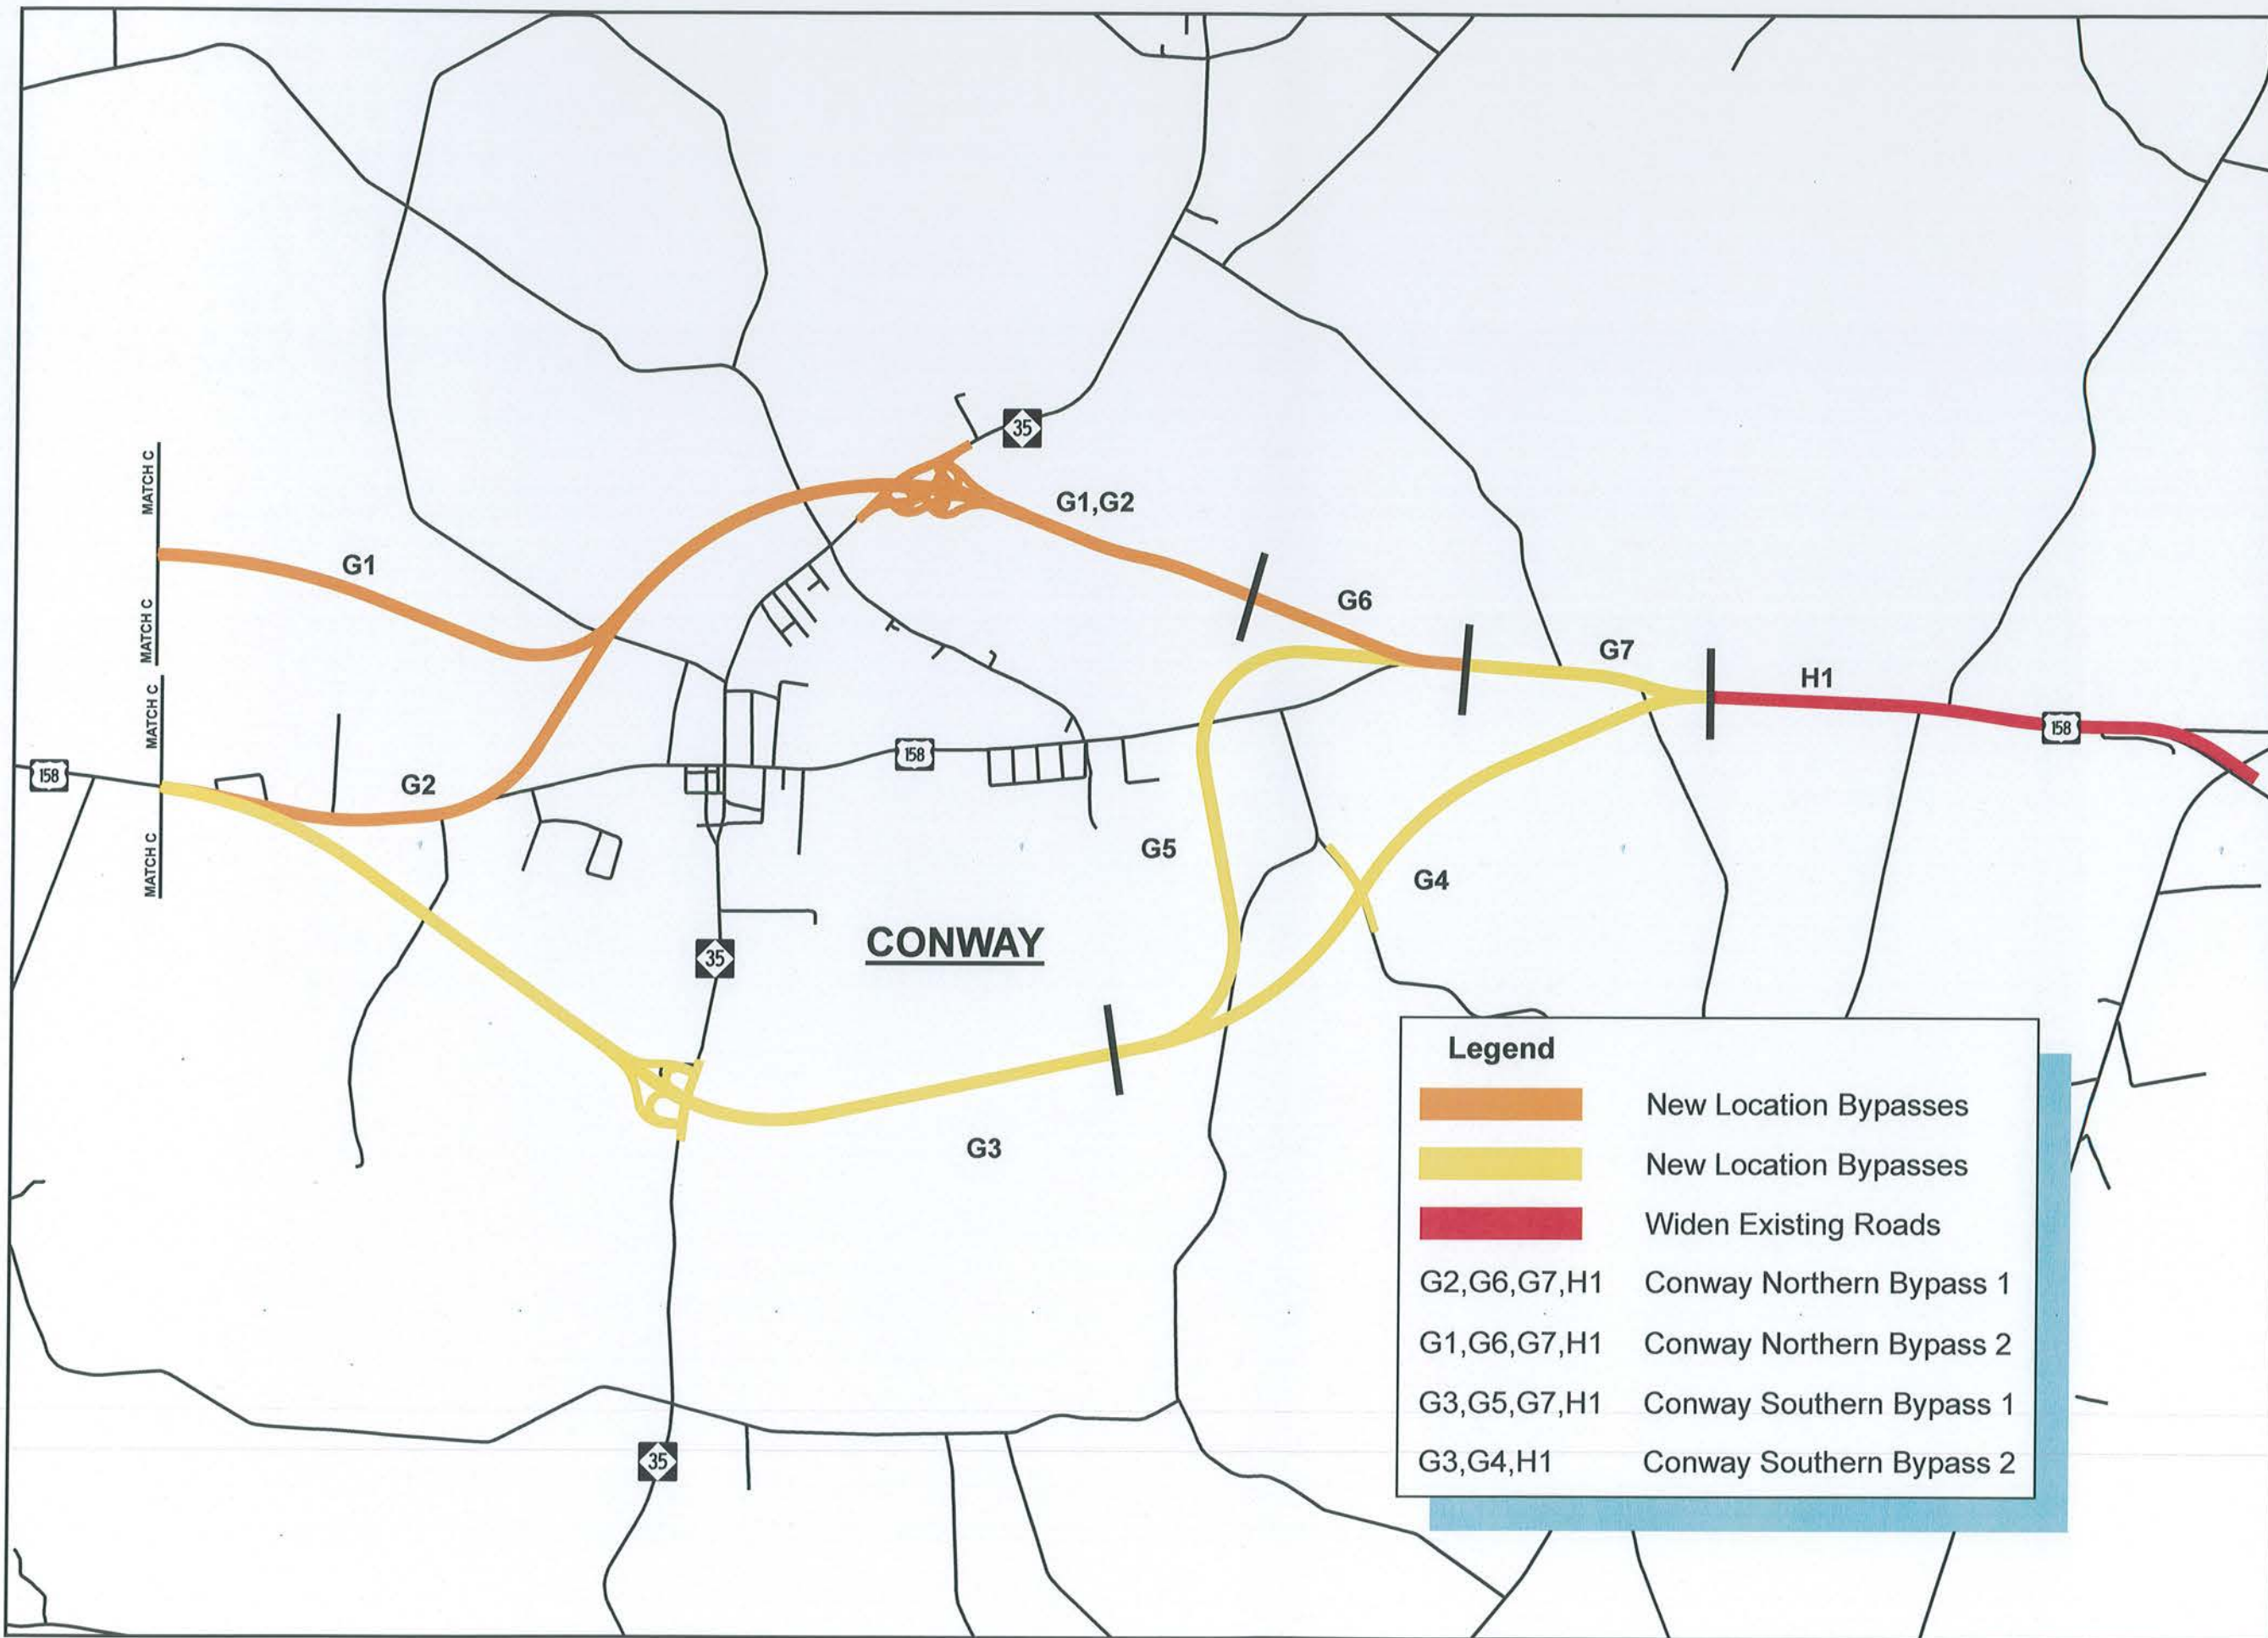 35
G1,G2
MATCH C
G1
MATCH C
G6
G7
H1
MATCH C
158
158
158
G2
MATCH C
G5
G4
35
CONWAY
G3
35
Legend
New Location Bypasses
New Location Bypasses
Widen Existing Roads
G2,G6,G7,H1 Conway Northern Bypass 1
G1,G6,G7,H1 Conway Northern Bypass 2
G3,G5,G7,H1 Conway Southern Bypass 1
G3,G4,H1 Conway Southern Bypass 2